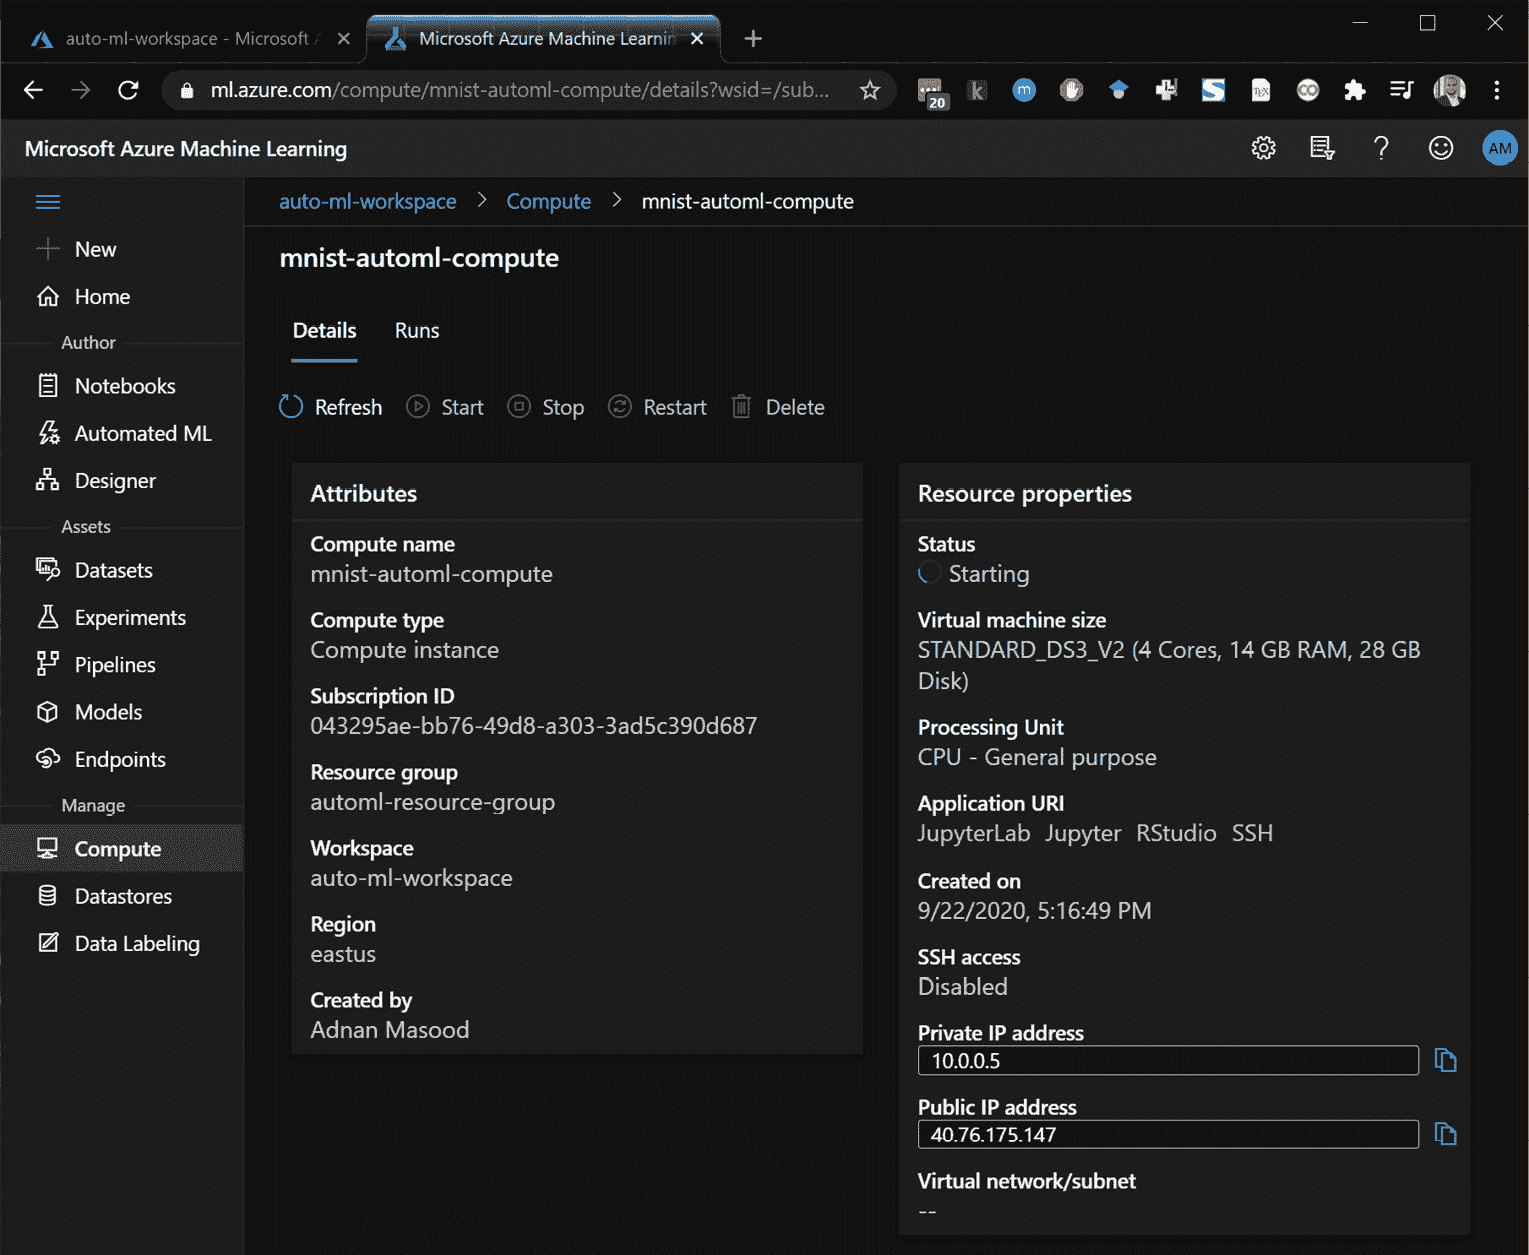 auto-ml-workspace - Microsoft A
Microsoft Azure Machine Learnin
ml.azure.com/compute/mnist-automl-compute/details?wsid=/sub...
20
k
m
S
TEX
CO
Microsoft Azure Machine Learning
?
AM
auto-ml-workspace > Compute > mnist-automl-compute
New
Home
Author
Notebooks
Automated ML
Designer
Assets
Datasets
Experiments
Pipelines
Models
Endpoints
Manage
Compute
Datastores
Data Labeling
mnist-automl-compute
Details Runs
Refresh Start Stop Restart Delete
Attributes
Compute name
mnist-automl-compute
Compute type
Compute instance
Subscription ID
043295ae-bb76-49d8-a303-3ad5c390d687
Resource group
automl-resource-group
Workspace
auto-ml-workspace
Region
eastus
Created by
Adnan Masood
Resource properties
Status
Starting
Virtual machine size
STANDARD_DS3_V2 (4 Cores, 14 GB RAM, 28 GB
Disk)
Processing Unit
CPU - General purpose
Application URI
JupyterLab Jupyter RStudio SSH
Created on
9/22/2020, 5:16:49 PM
SSH access
Disabled
Private IP address
10.0.0.5
Public IP address
40.76.175.147
Virtual network/subnet
--